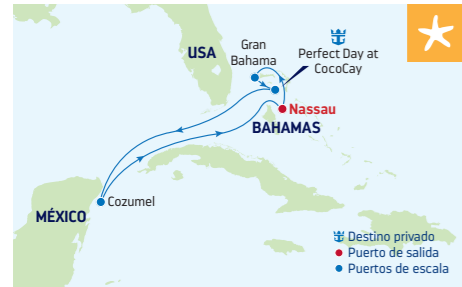 USA
Gran
Bahama
Perfect Day at
CocoCay
Nassau
BAHAMAS
Cozumel
MÉXICO
Destino privado
Puerto de salida
Puertos de escala